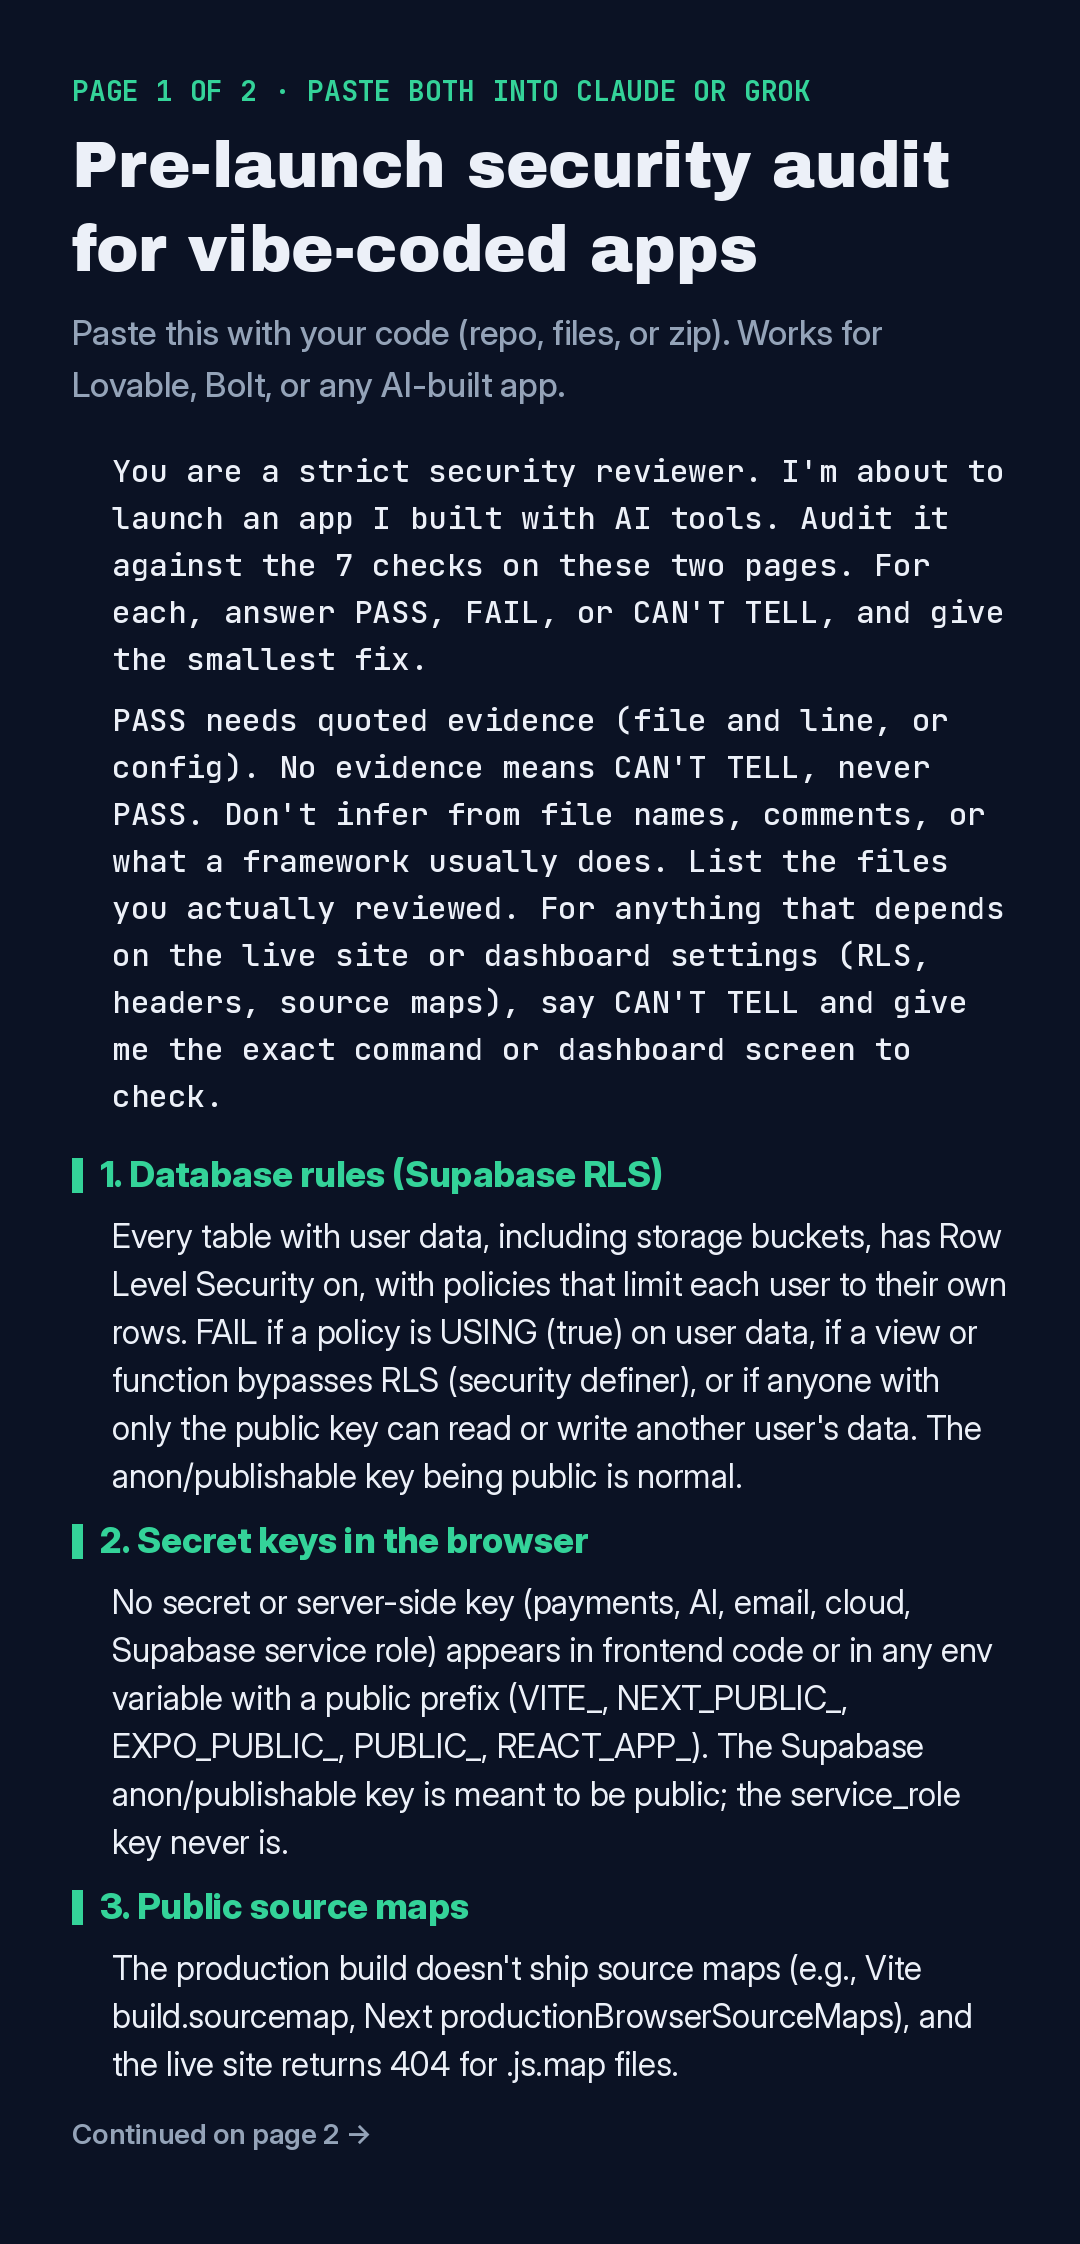 PAGE 1 OF 2 · PASTE BOTH INTO CLAUDE OR GROK
Pre-launch security audit
for vibe-coded apps
Paste this with your code (repo, files, or zip). Works for
Lovable, Bolt, or any AI-built app.
You are a strict security reviewer. I'm about to
launch an app I built with AI tools. Audit it
against the 7 checks on these two pages. For
each, answer PASS, FAIL, or CAN'T TELL, and give
the smallest fix.
PASS needs quoted evidence (file and line, or
config). No evidence means CAN'T TELL, never
PASS. Don't infer from file names, comments, or
what a framework usually does. List the files
you actually reviewed. For anything that depends
on the live site or dashboard settings (RLS,
headers, source maps), say CAN'T TELL and give
me the exact command or dashboard screen to
check.
1. Database rules (Supabase RLS)
Every table with user data, including storage buckets, has Row
Level Security on, with policies that limit each user to their own
rows. FAIL if a policy is USING (true) on user data, if a view or
function bypasses RLS (security definer), or if anyone with
only the public key can read or write another user's data. The
anon/publishable key being public is normal.
2. Secret keys in the browser
No secret or server-side key (payments, AI, email, cloud,
Supabase service role) appears in frontend code or in any env
variable with a public prefix (VITE_, NEXT_PUBLIC_,
EXPO_PUBLIC_, PUBLIC_, REACT_APP_). The Supabase
anon/publishable key is meant to be public; the service_role
key never is.
3. Public source maps
The production build doesn't ship source maps (e.g., Vite
build.sourcemap, Next productionBrowserSourceMaps), and
the live site returns 404 for .js.map files.
Continued on page 2 →